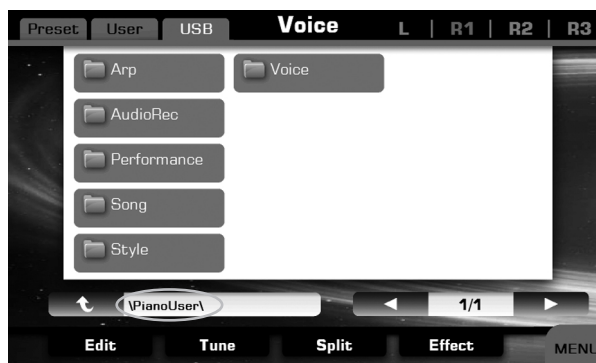 Preset User USB Voice L | R1 | R2 | R3
Arp Voice
AudioRec
Performance
Song
Style
\PianoUser\ 1/1
Edit Tune Split Effect MENU